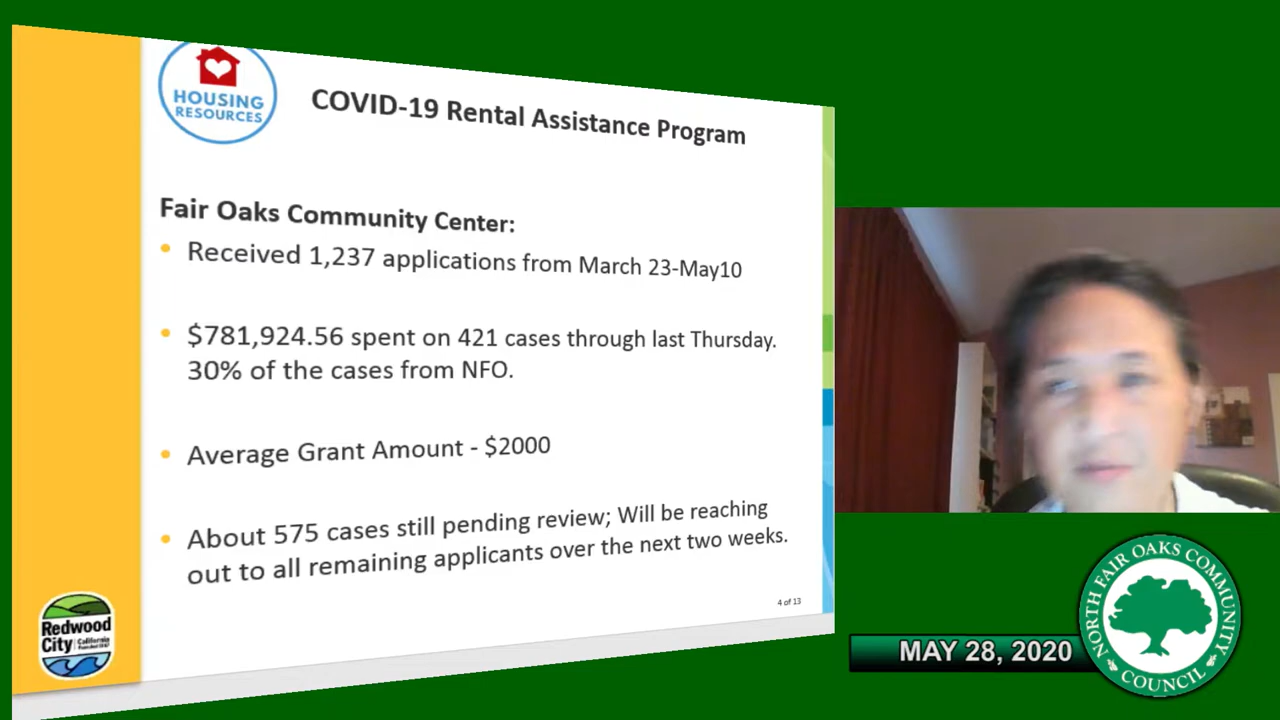 HOUSING
RESOURCES
COVID-19 Rental Assistance Program
Fair Oaks Community Center:
• Received 1,237 applications from March 23-May10
• $781,924.56 spent on 421 cases through last Thursday.
30% of the cases from NFO.
• Average Grant Amount - $2000
• About 575 cases still pending review; Will be reaching
out to all remaining applicants over the next two weeks.
4 of 13
Redwood
City
California
MAY 28, 2020
NORTH FAIR OAKS COMMUNITY
COUNCIL